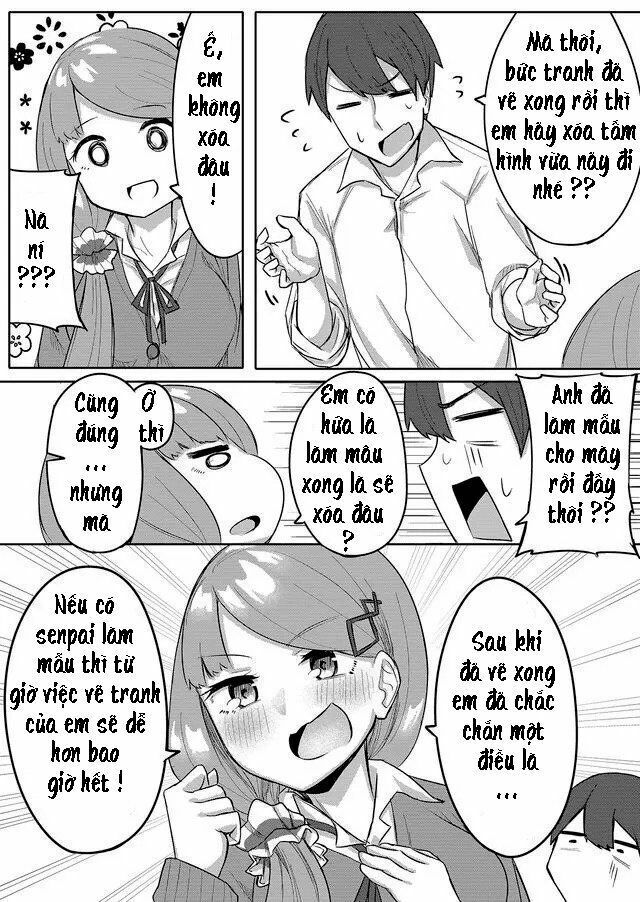 Mà thôi,
bức tranh đã
vẽ xong rồi thì
em hãy xóa tấm
hình vừa nãy đi
nhé ??
Ế,
em
không
xóa
đâu
!
Nã
ní
???
Anh đã
làm mẫu
cho mày
rồi đấy
thôi ??
Em có
hứa là
làm mẫu
xong là sẽ
xóa đâu
?
Ờ
thì
Cũng
đúng
...
nhưng
mà
Sau khi
đã vẽ xong
em đã chắc
chắn một
điều là
...
Nếu có
senpai làm
mẫu thì từ
giờ việc vẽ tranh
của em sẽ dễ
hơn bao
giờ hết !